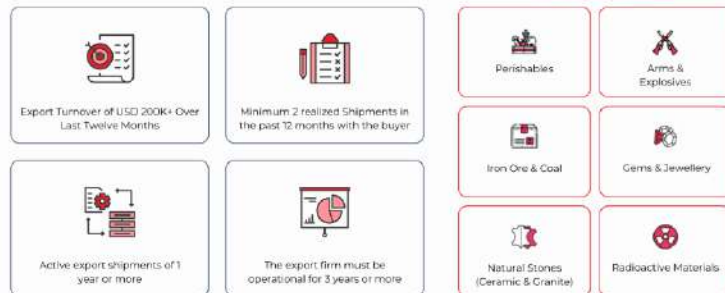 Export Turnover of USD 200K+ Over
Last Twelve Months
Minimum 2 realized Shipments in
the past 12 months with the buyer
Active export shipments of 1
year or more
The export firm must be
operational for 3 years or more
Perishables
Arms &
Explosives
Iron Ore & Coal
Gems & Jewellery
Natural Stones
(Ceramic & Granite)
Radioactive Materials